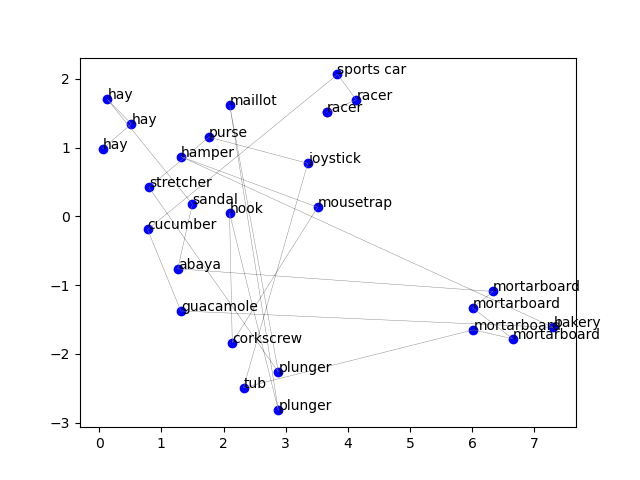 sports car
2
hay
maillot
racer
racer
hay
purse
1
hay
hamper
joystick
stretcher
sandal
hook
mousetrap
0
cucumber
abaya
−1
mortarboard
guacamole
mortarboard
mortarboard
bakery
corkscrew
mortarboard
−2
plunger
tub
plunger
−3
0 1 2 3 4 5 6 7